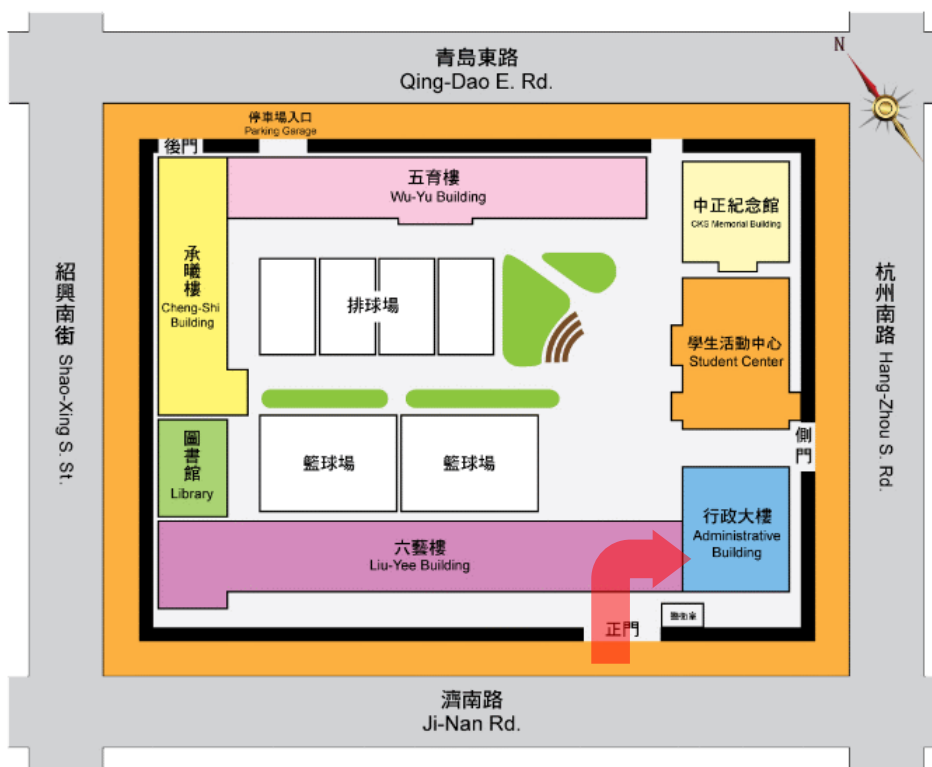 青島東路
Qing-Dao E. Rd.
N
停車場入口
Parking Garage
後門
五育樓
Wu-Yu Building
中正紀念館
CKS Memorial Building
承曦樓
Cheng-Shi
Building
排球場
學生活動中心
Student Center
紹興南街 Shao-Xing S. St.
杭州南路 Hang-Zhou S. Rd.
圖書館
Library
籃球場
籃球場
側門
行政大樓
Administrative
Building
六藝樓
Liu-Yee Building
警衛室
正門
濟南路
Ji-Nan Rd.